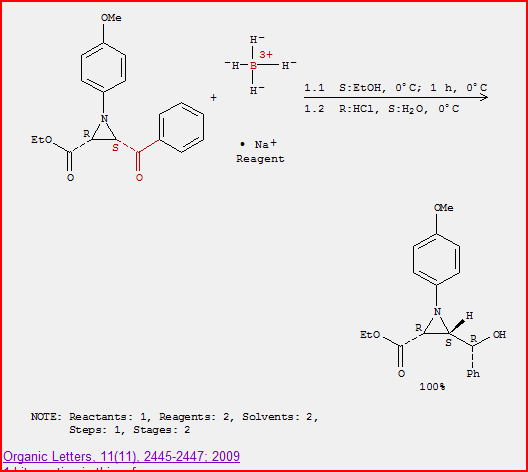 OMe
H⁻
3+
⁻H B H⁻
H⁻
1.1 S:EtOH, 0°C; 1 h, 0°C
1.2 R:HCl, S:H₂O, 0°C
+
N
R
S
EtO
O
O
• Na⁺
Reagent
OMe
N
H
R
S
R
OH
EtO
O
Ph
100%
NOTE: Reactants: 1, Reagents: 2, Solvents: 2,
Steps: 1, Stages: 2
Organic Letters, 11(11), 2445-2447; 2009